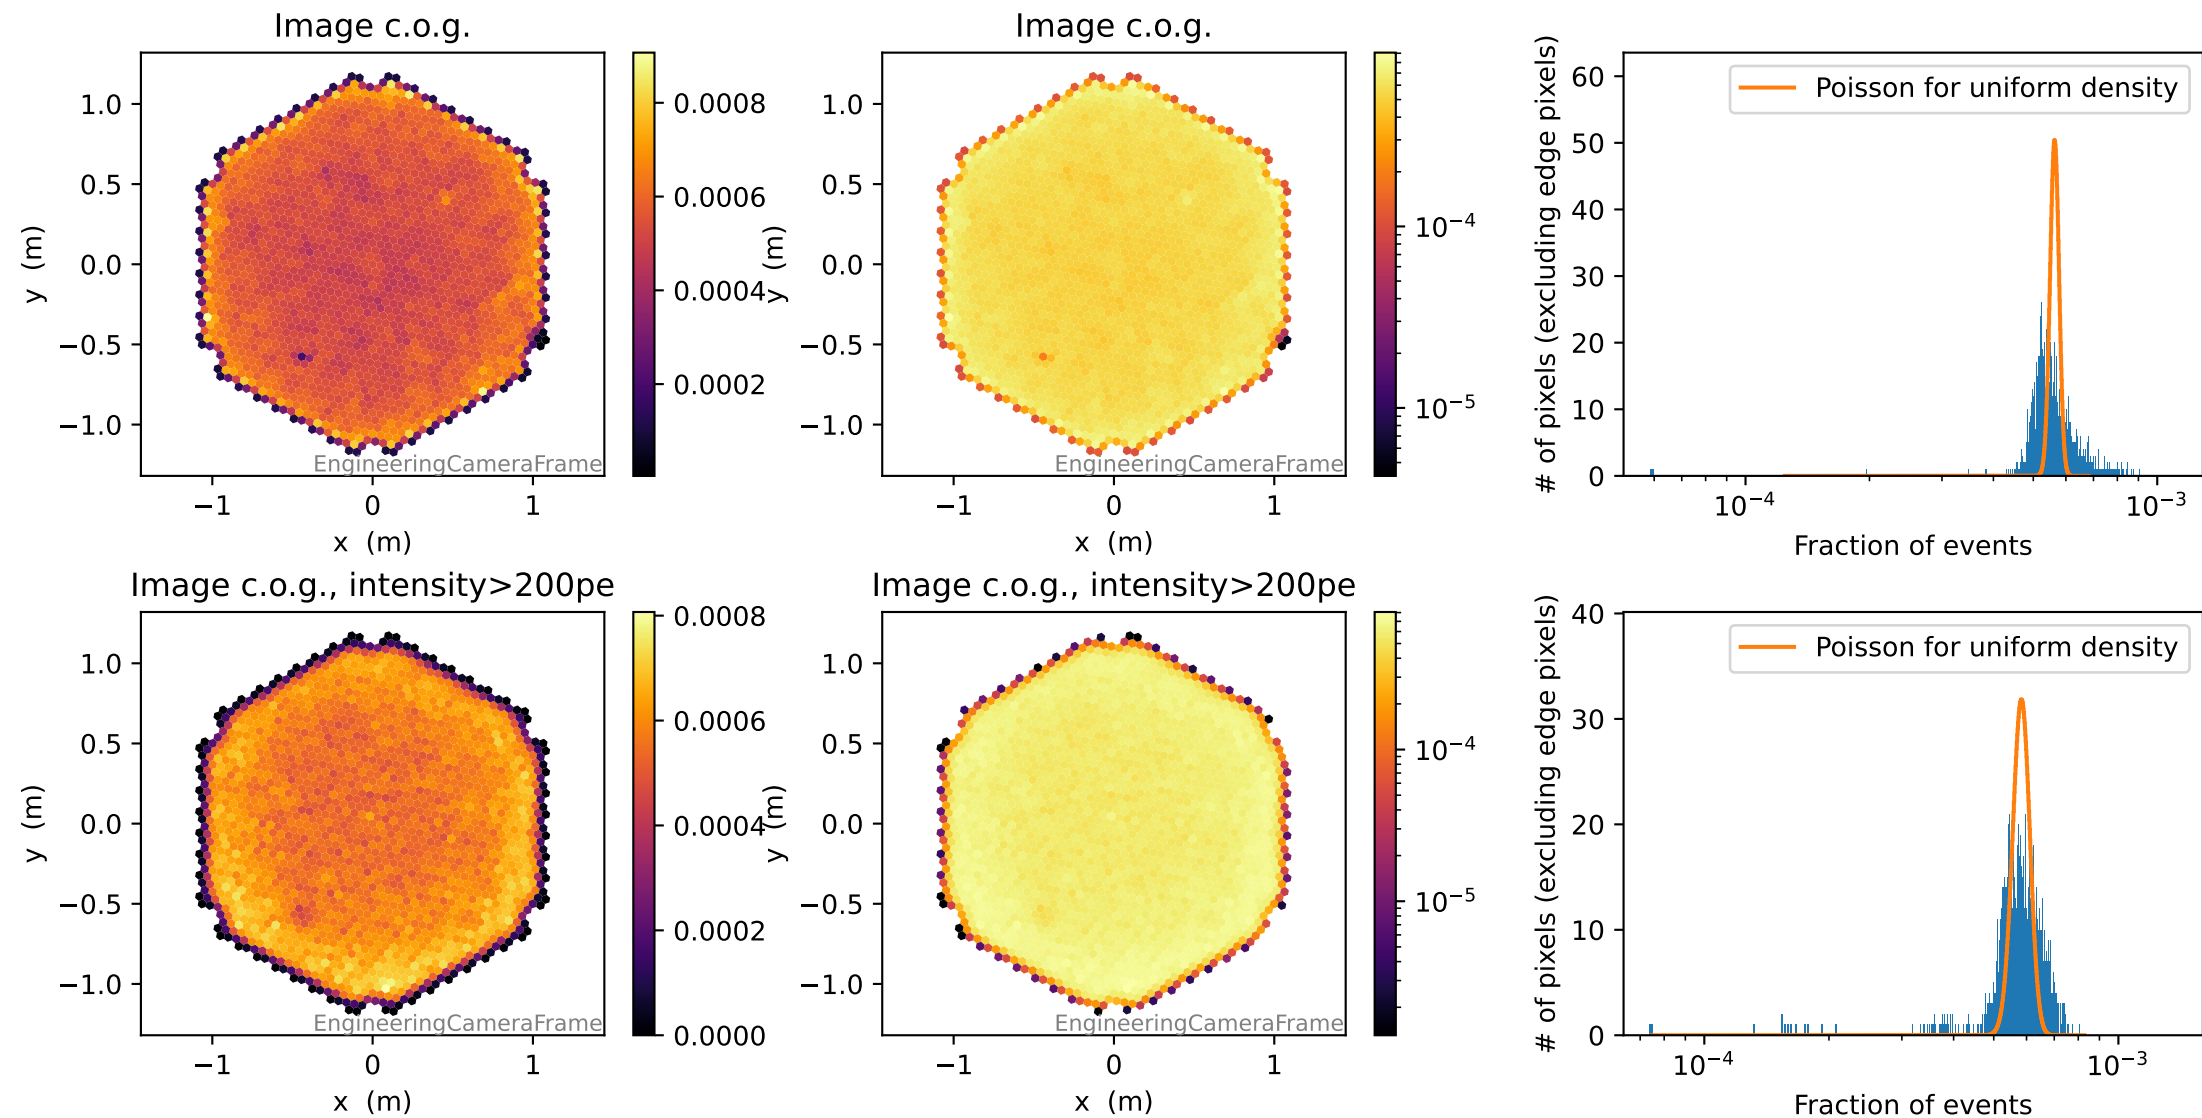 Image c.o.g.
y (m)
1.0
0.5
0.0
−0.5
−1.0
−1
0
1
x (m)
EngineeringCameraFrame
0.0008
0.0006
0.0004
0.0002
Image c.o.g.
y (m)
1.0
0.5
0.0
−0.5
−1.0
−1
0
1
x (m)
EngineeringCameraFrame
10⁻⁴
10⁻⁵
# of pixels (excluding edge pixels)
60
50
40
30
20
10
0
Poisson for uniform density
10⁻⁴
10⁻³
Fraction of events
Image c.o.g., intensity>200pe
y (m)
1.0
0.5
0.0
−0.5
−1.0
−1
0
1
x (m)
EngineeringCameraFrame
0.0008
0.0006
0.0004
0.0002
0.0000
Image c.o.g., intensity>200pe
y (m)
1.0
0.5
0.0
−0.5
−1.0
−1
0
1
x (m)
EngineeringCameraFrame
10⁻⁴
10⁻⁵
# of pixels (excluding edge pixels)
40
30
20
10
0
Poisson for uniform density
10⁻⁴
10⁻³
Fraction of events